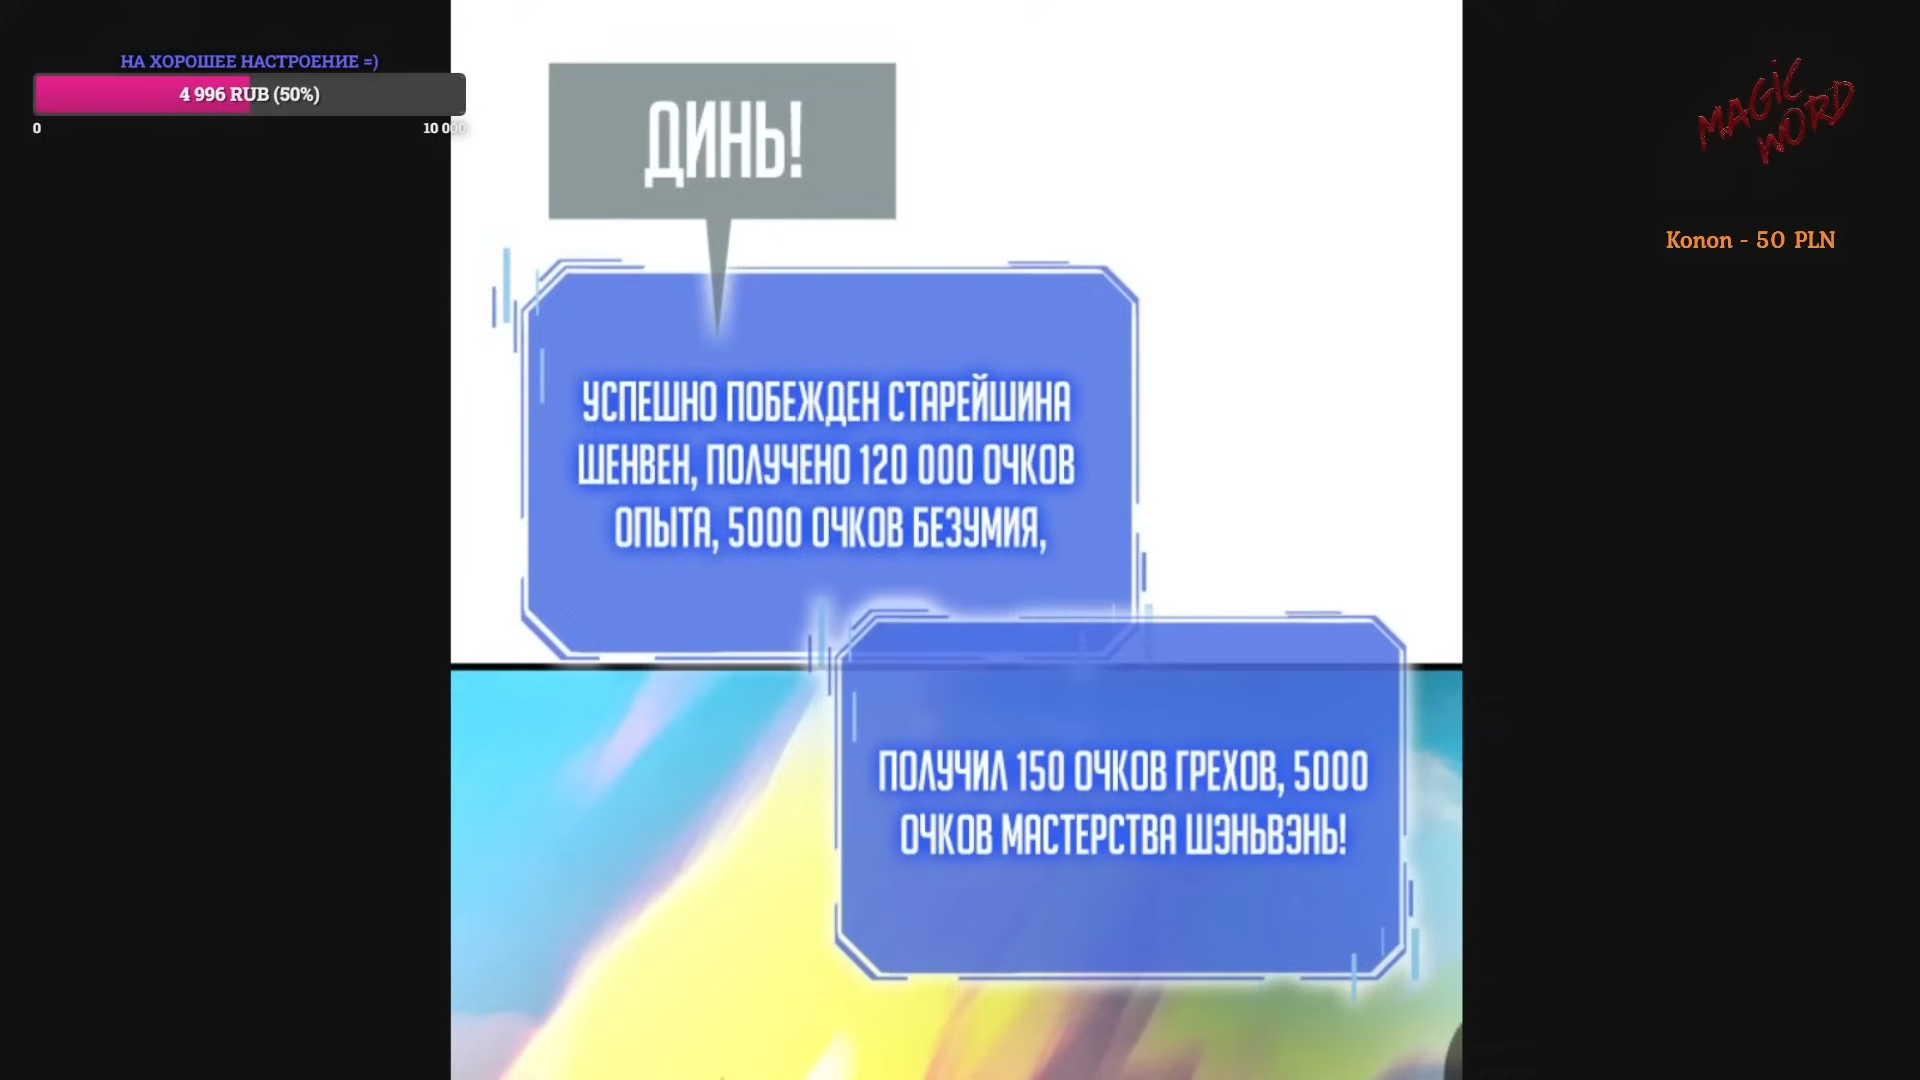 НА ХОРОШЕЕ НАСТРОЕНИЕ =)
4 996 RUB (50%)
0
10 000
MAGIC
WORD
Konon - 50 PLN
ДИНЬ!
УСПЕШНО ПОБЕЖДЕН СТАРЕЙШИНА
ШЕНВЕН, ПОЛУЧЕНО 120 000 ОЧКОВ
ОПЫТА, 5000 ОЧКОВ БЕЗУМИЯ,
ПОЛУЧИЛ 150 ОЧКОВ ГРЕХОВ, 5000
ОЧКОВ МАСТЕРСТВА ШЭНЬВЭНЬ!